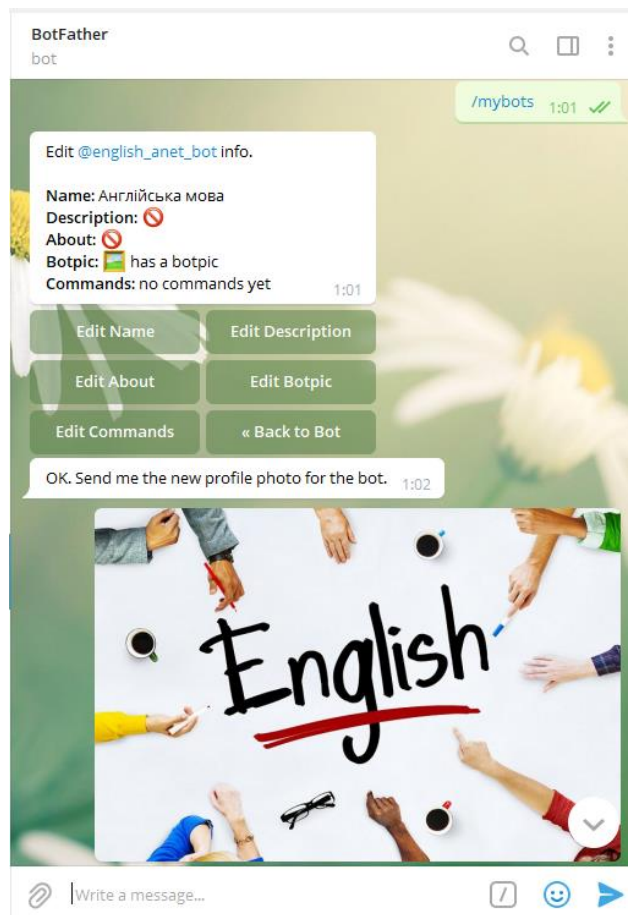 BotFather
bot
/mybots 1:01
Edit @english_anet_bot info.
Name: Англійська мова
Description:
About:
Botpic: has a botpic
Commands: no commands yet 1:01
Edit Name Edit Description
Edit About Edit Botpic
Edit Commands « Back to Bot
OK. Send me the new profile photo for the bot. 1:02
English
Write a message...